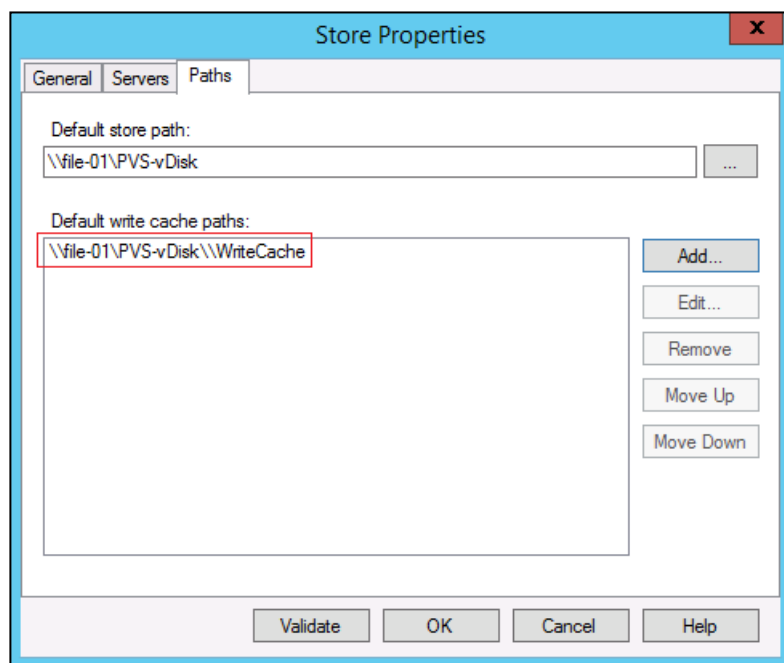 Store Properties
x
General Servers Paths
Default store path:
\\file-01\PVS-vDisk
...
Default write cache paths:
\\file-01\PVS-vDisk\\WriteCache
Add...
Edit...
Remove
Move Up
Move Down
Validate OK Cancel Help